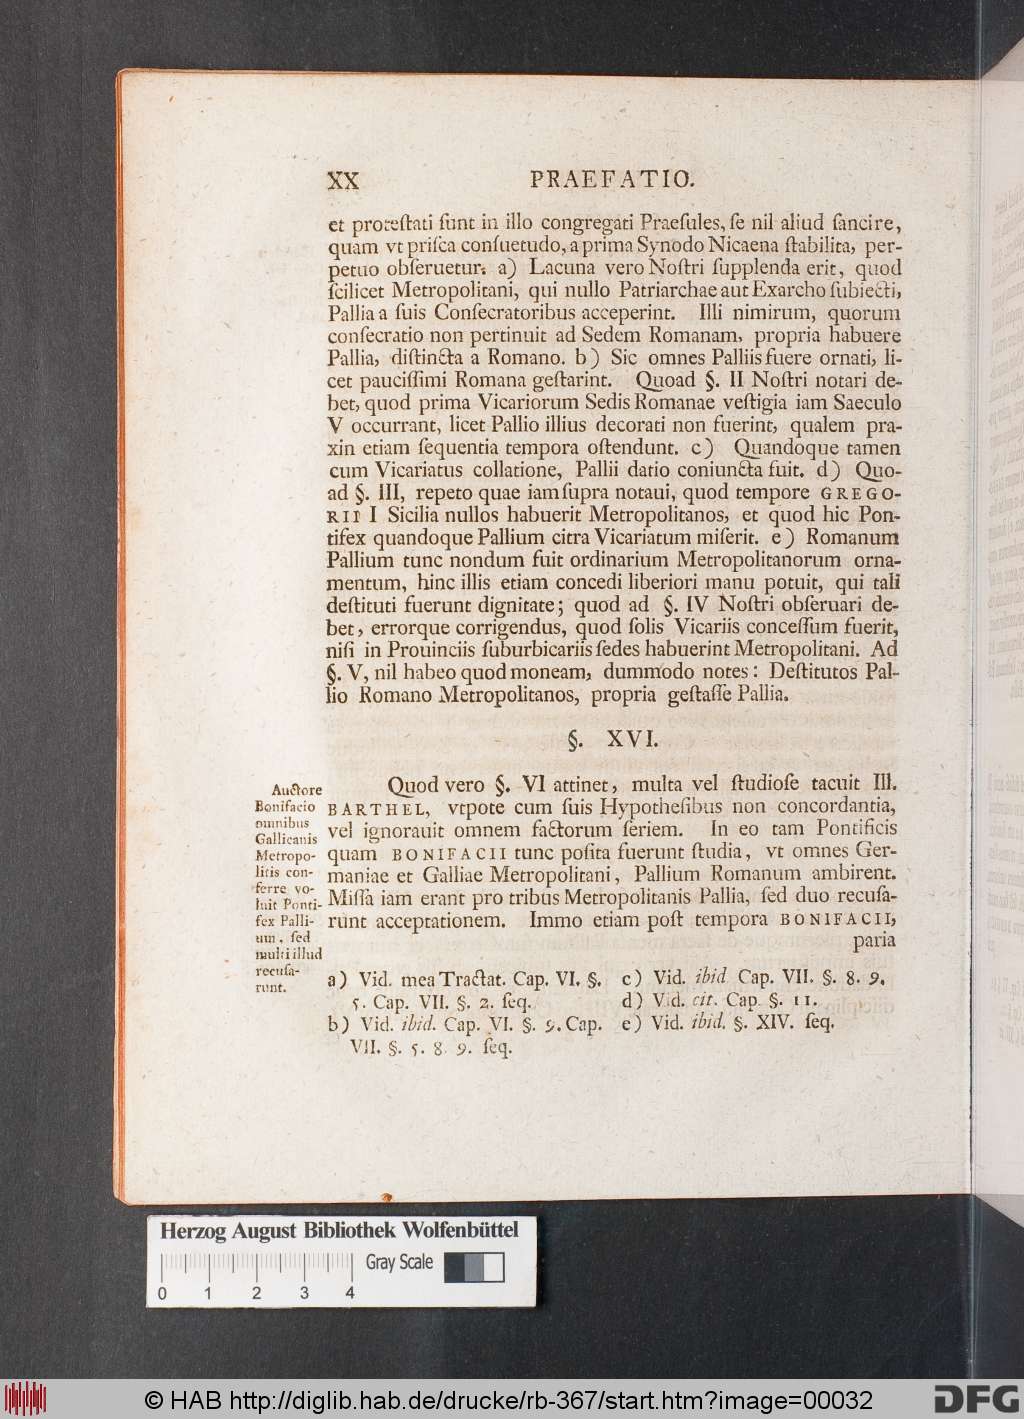 XX PRAEFATIO.
et proteſtati ſunt in illo congregati Praeſules, ſe nil aliud ſancire,
quam vt priſca conſuetudo, a prima Synodo Nicaena ſtabilita, per-
petuo obſeruetur. a) Lacuna vero Noſtri ſupplenda erit, quod
ſcilicet Metropolitani, qui nullo Patriarchae aut Exarcho ſubiecti,
Pallia a ſuis Conſecratoribus acceperint. Illi nimirum, quorum
conſecratio non pertinuit ad Sedem Romanam, propria habuere
Pallia, diſtincta a Romano. b) Sic omnes Palliis fuere ornati, li-
cet pauciſſimi Romana geſtarint. Quoad §. II Noſtri notari de-
bet, quod prima Vicariorum Sedis Romanae veſtigia iam Saeculo
V occurrant, licet Pallio illius decorati non fuerint, qualem pra-
xin etiam ſequentia tempora oſtendunt. c) Quandoque tamen
cum Vicariatus collatione, Pallii datio coniuncta fuit. d) Quo-
ad §. III, repeto quae iam ſupra notaui, quod tempore GREGO-
RII I Sicilia nullos habuerit Metropolitanos, et quod hic Pon-
tifex quandoque Pallium citra Vicariatum miſerit. e) Romanum
Pallium tunc nondum fuit ordinarium Metropolitanorum orna-
mentum, hinc illis etiam concedi liberiori manu potuit, qui tali
deſtituti fuerunt dignitate; quod ad §. IV Noſtri obſeruari de-
bet, errorque corrigendus, quod ſolis Vicariis conceſſum fuerit,
niſi in Prouinciis ſuburbicariis ſedes habuerint Metropolitani. Ad
§. V, nil habeo quod moneam, dummodo notes: Deſtitutos Pal-
lio Romano Metropolitanos, propria geſtaſſe Pallia.
§. XVI.
Auctore
Bonifacio
omnibus
Gallicanis
Metropo-
litis con-
ferre vo-
luit Ponti-
fex Palli-
um, ſed
multi illud
recuſa-
runt.
Quod vero §. VI attinet, multa vel ſtudioſe tacuit Ill.
BARTHEL, vtpote cum ſuis Hypotheſibus non concordantia,
vel ignorauit omnem factorum ſeriem. In eo tam Pontificis
quam BONIFACII tunc poſita fuerunt ſtudia, vt omnes Ger-
maniae et Galliae Metropolitani, Pallium Romanum ambirent.
Miſſa iam erant pro tribus Metropolitanis Pallia, ſed duo recuſa-
runt acceptationem. Immo etiam poſt tempora BONIFACII,
paria
a) Vid. mea Tractat. Cap. VI. §.
5. Cap. VII. §. 2. ſeq.
b) Vid. ibid. Cap. VI. §. 9. Cap.
VII. §. 5. 8. 9. ſeq.
c) Vid. ibid Cap. VII. §. 8. 9.
d) Vid. cit. Cap. §. 11.
e) Vid. ibid. §. XIV. ſeq.
Herzog August Bibliothek Wolfenbüttel
Gray Scale
0 1 2 3 4
© HAB http://diglib.hab.de/drucke/rb-367/start.htm?image=00032
DFG